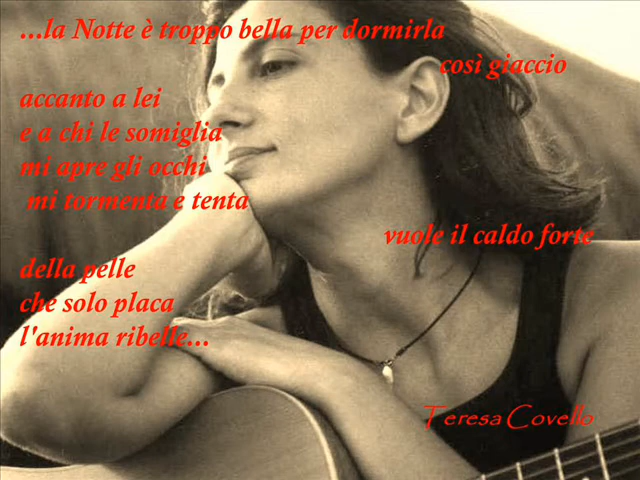 ...la Notte è troppo bella per dormirla
così giaccio
accanto a lei
e a chi le somiglia
mi apre gli occhi
mi tormenta e tenta
vuole il caldo forte
della pelle
che solo placa
l'anima ribelle...
Teresa Covello